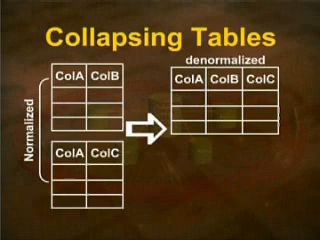 Collapsing Tables
denormalized
ColA ColB
ColA ColB ColC
Normalized
ColA ColC